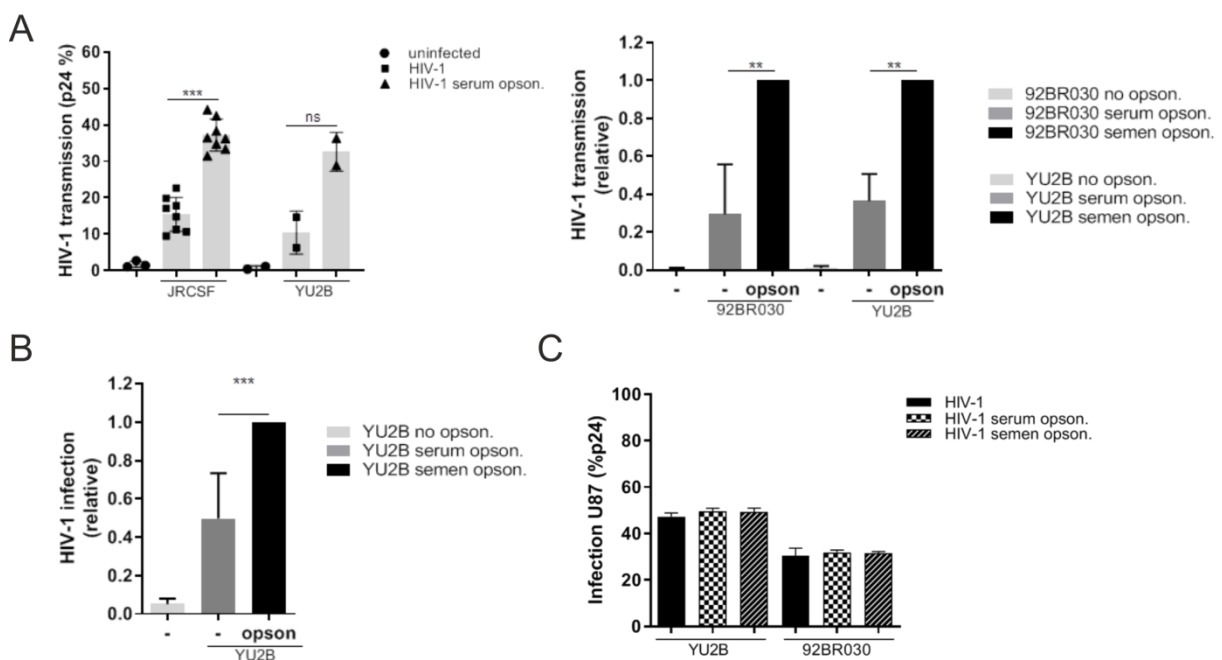 A
HIV-1 transmission (p24 %)
60
50
40
30
20
10
0
***
ns
JRCSF
YU2B
uninfected
HIV-1
HIV-1 serum opson.
HIV-1 transmission
(relative)
1.2
1.0
0.8
0.6
0.4
0.2
0.0
**
**
- - opson - - opson
92BR030
YU2B
92BR030 no opson.
92BR030 serum opson.
92BR030 semen opson.
YU2B no opson.
YU2B serum opson.
YU2B semen opson.
B
HIV-1 infection
(relative)
1.2
1.0
0.8
0.6
0.4
0.2
0.0
***
- - opson
YU2B
YU2B no opson.
YU2B serum opson.
YU2B semen opson.
C
Infection U87 (%p24)
100
80
60
40
20
0
YU2B
92BR030
HIV-1
HIV-1 serum opson.
HIV-1 semen opson.